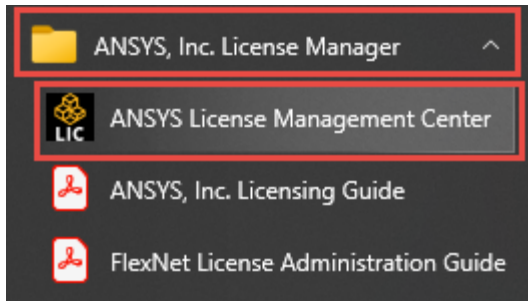 ANSYS, Inc. License Manager
LIC ANSYS License Management Center
ANSYS, Inc. Licensing Guide
FlexNet License Administration Guide